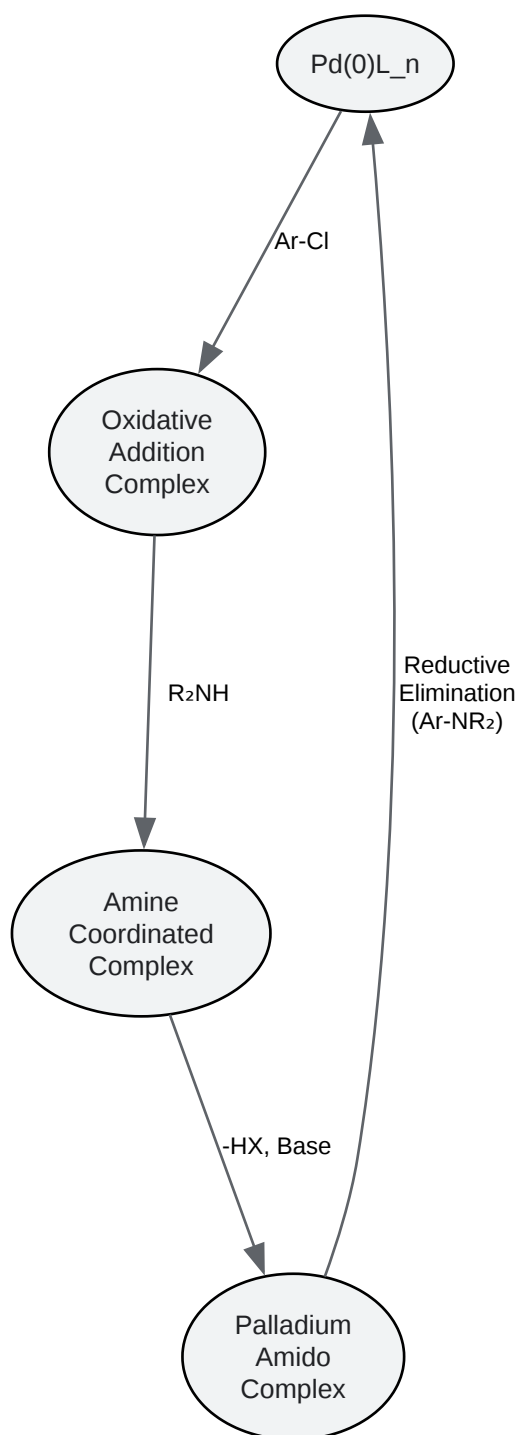 Pd(0)L_n
Ar-Cl
Oxidative
Addition
Complex
R₂NH
Reductive
Elimination
(Ar-NR₂)
Amine
Coordinated
Complex
-HX, Base
Palladium
Amido
Complex